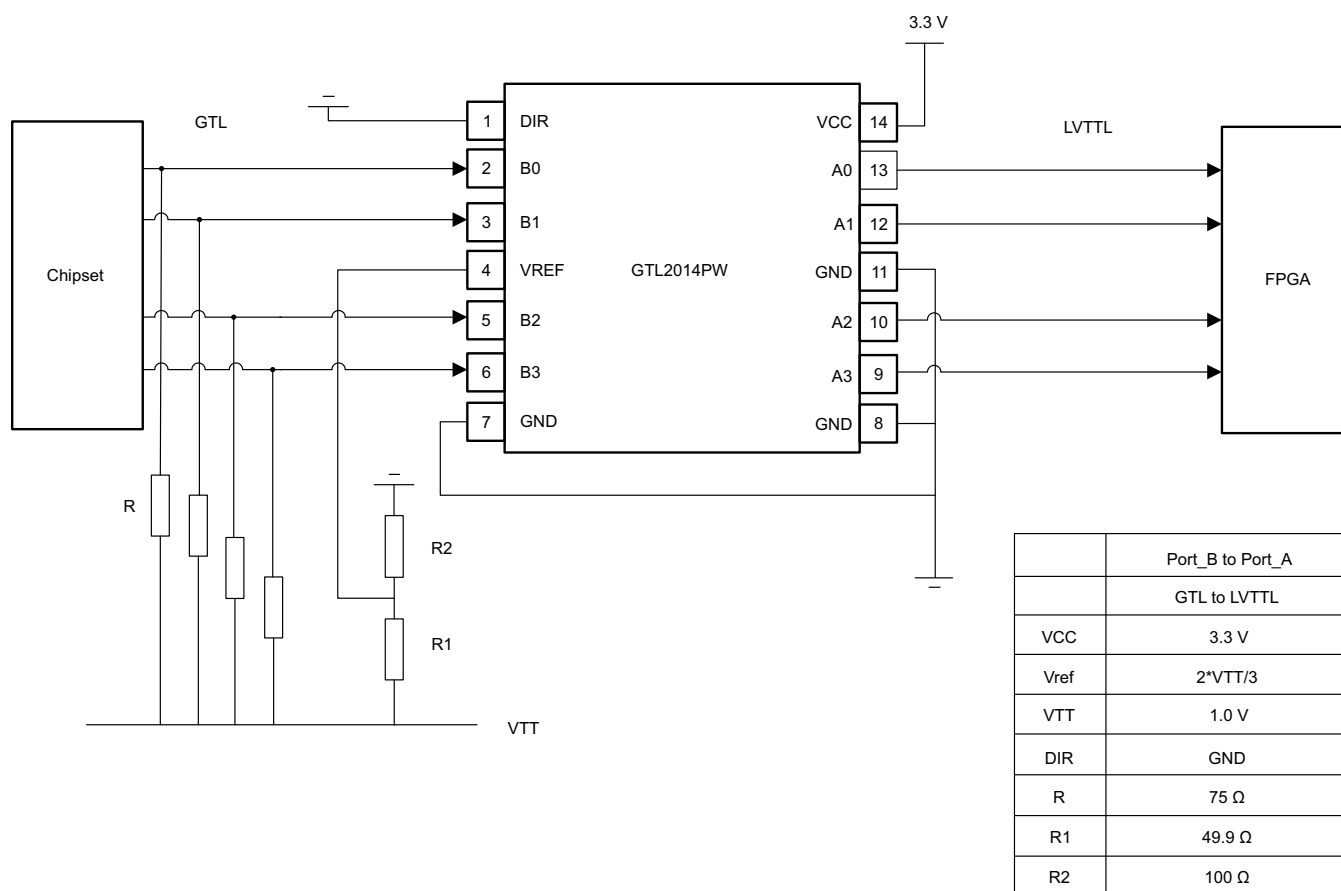 3.3 V
GTL
LVTTL
Chipset
1 DIR
2 B0
3 B1
4 VREF
5 B2
6 B3
7 GND
GTL2014PW
VCC 14
A0 13
A1 12
GND 11
A2 10
A3 9
GND 8
FPGA
R
R2
R1
VTT
Port_B to Port_A
GTL to LVTTL
VCC 3.3 V
Vref 2*VTT/3
VTT 1.0 V
DIR GND
R 75 Ω
R1 49.9 Ω
R2 100 Ω